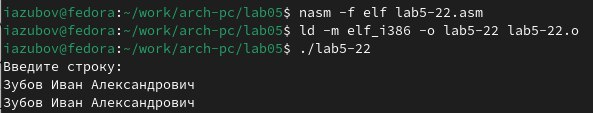 iazubov@fedora:~/work/arch-pc/lab05$ nasm -f elf lab5-22.asm
iazubov@fedora:~/work/arch-pc/lab05$ ld -m elf_i386 -o lab5-22 lab5-22.o
iazubov@fedora:~/work/arch-pc/lab05$ ./lab5-22
Введите строку:
Зубов Иван Александрович
Зубов Иван Александрович